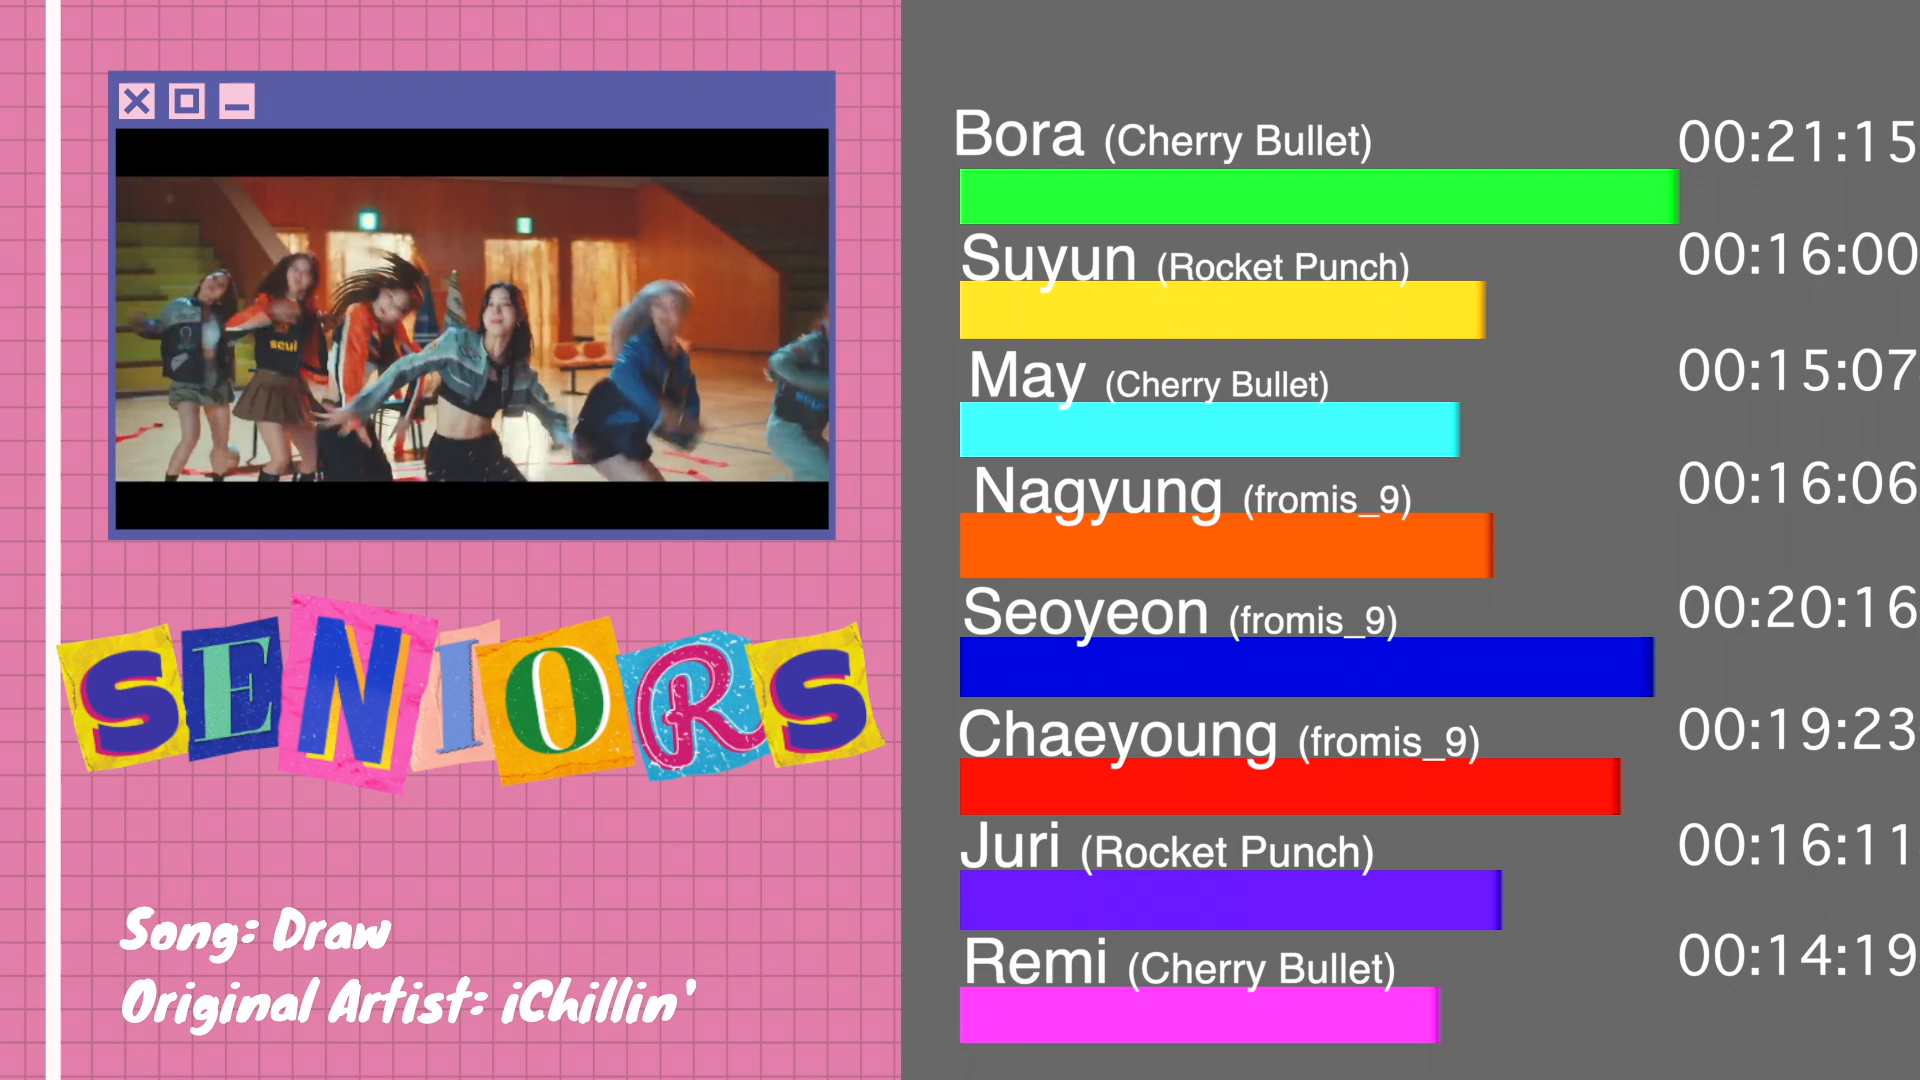 scul
SENIORS
Song: Draw
Original Artist: iChillin'
Bora (Cherry Bullet) 00:21:15
Suyun (Rocket Punch) 00:16:00
May (Cherry Bullet) 00:15:07
Nagyung (fromis_9) 00:16:06
Seoyeon (fromis_9) 00:20:16
Chaeyoung (fromis_9) 00:19:23
Juri (Rocket Punch) 00:16:11
Remi (Cherry Bullet) 00:14:19